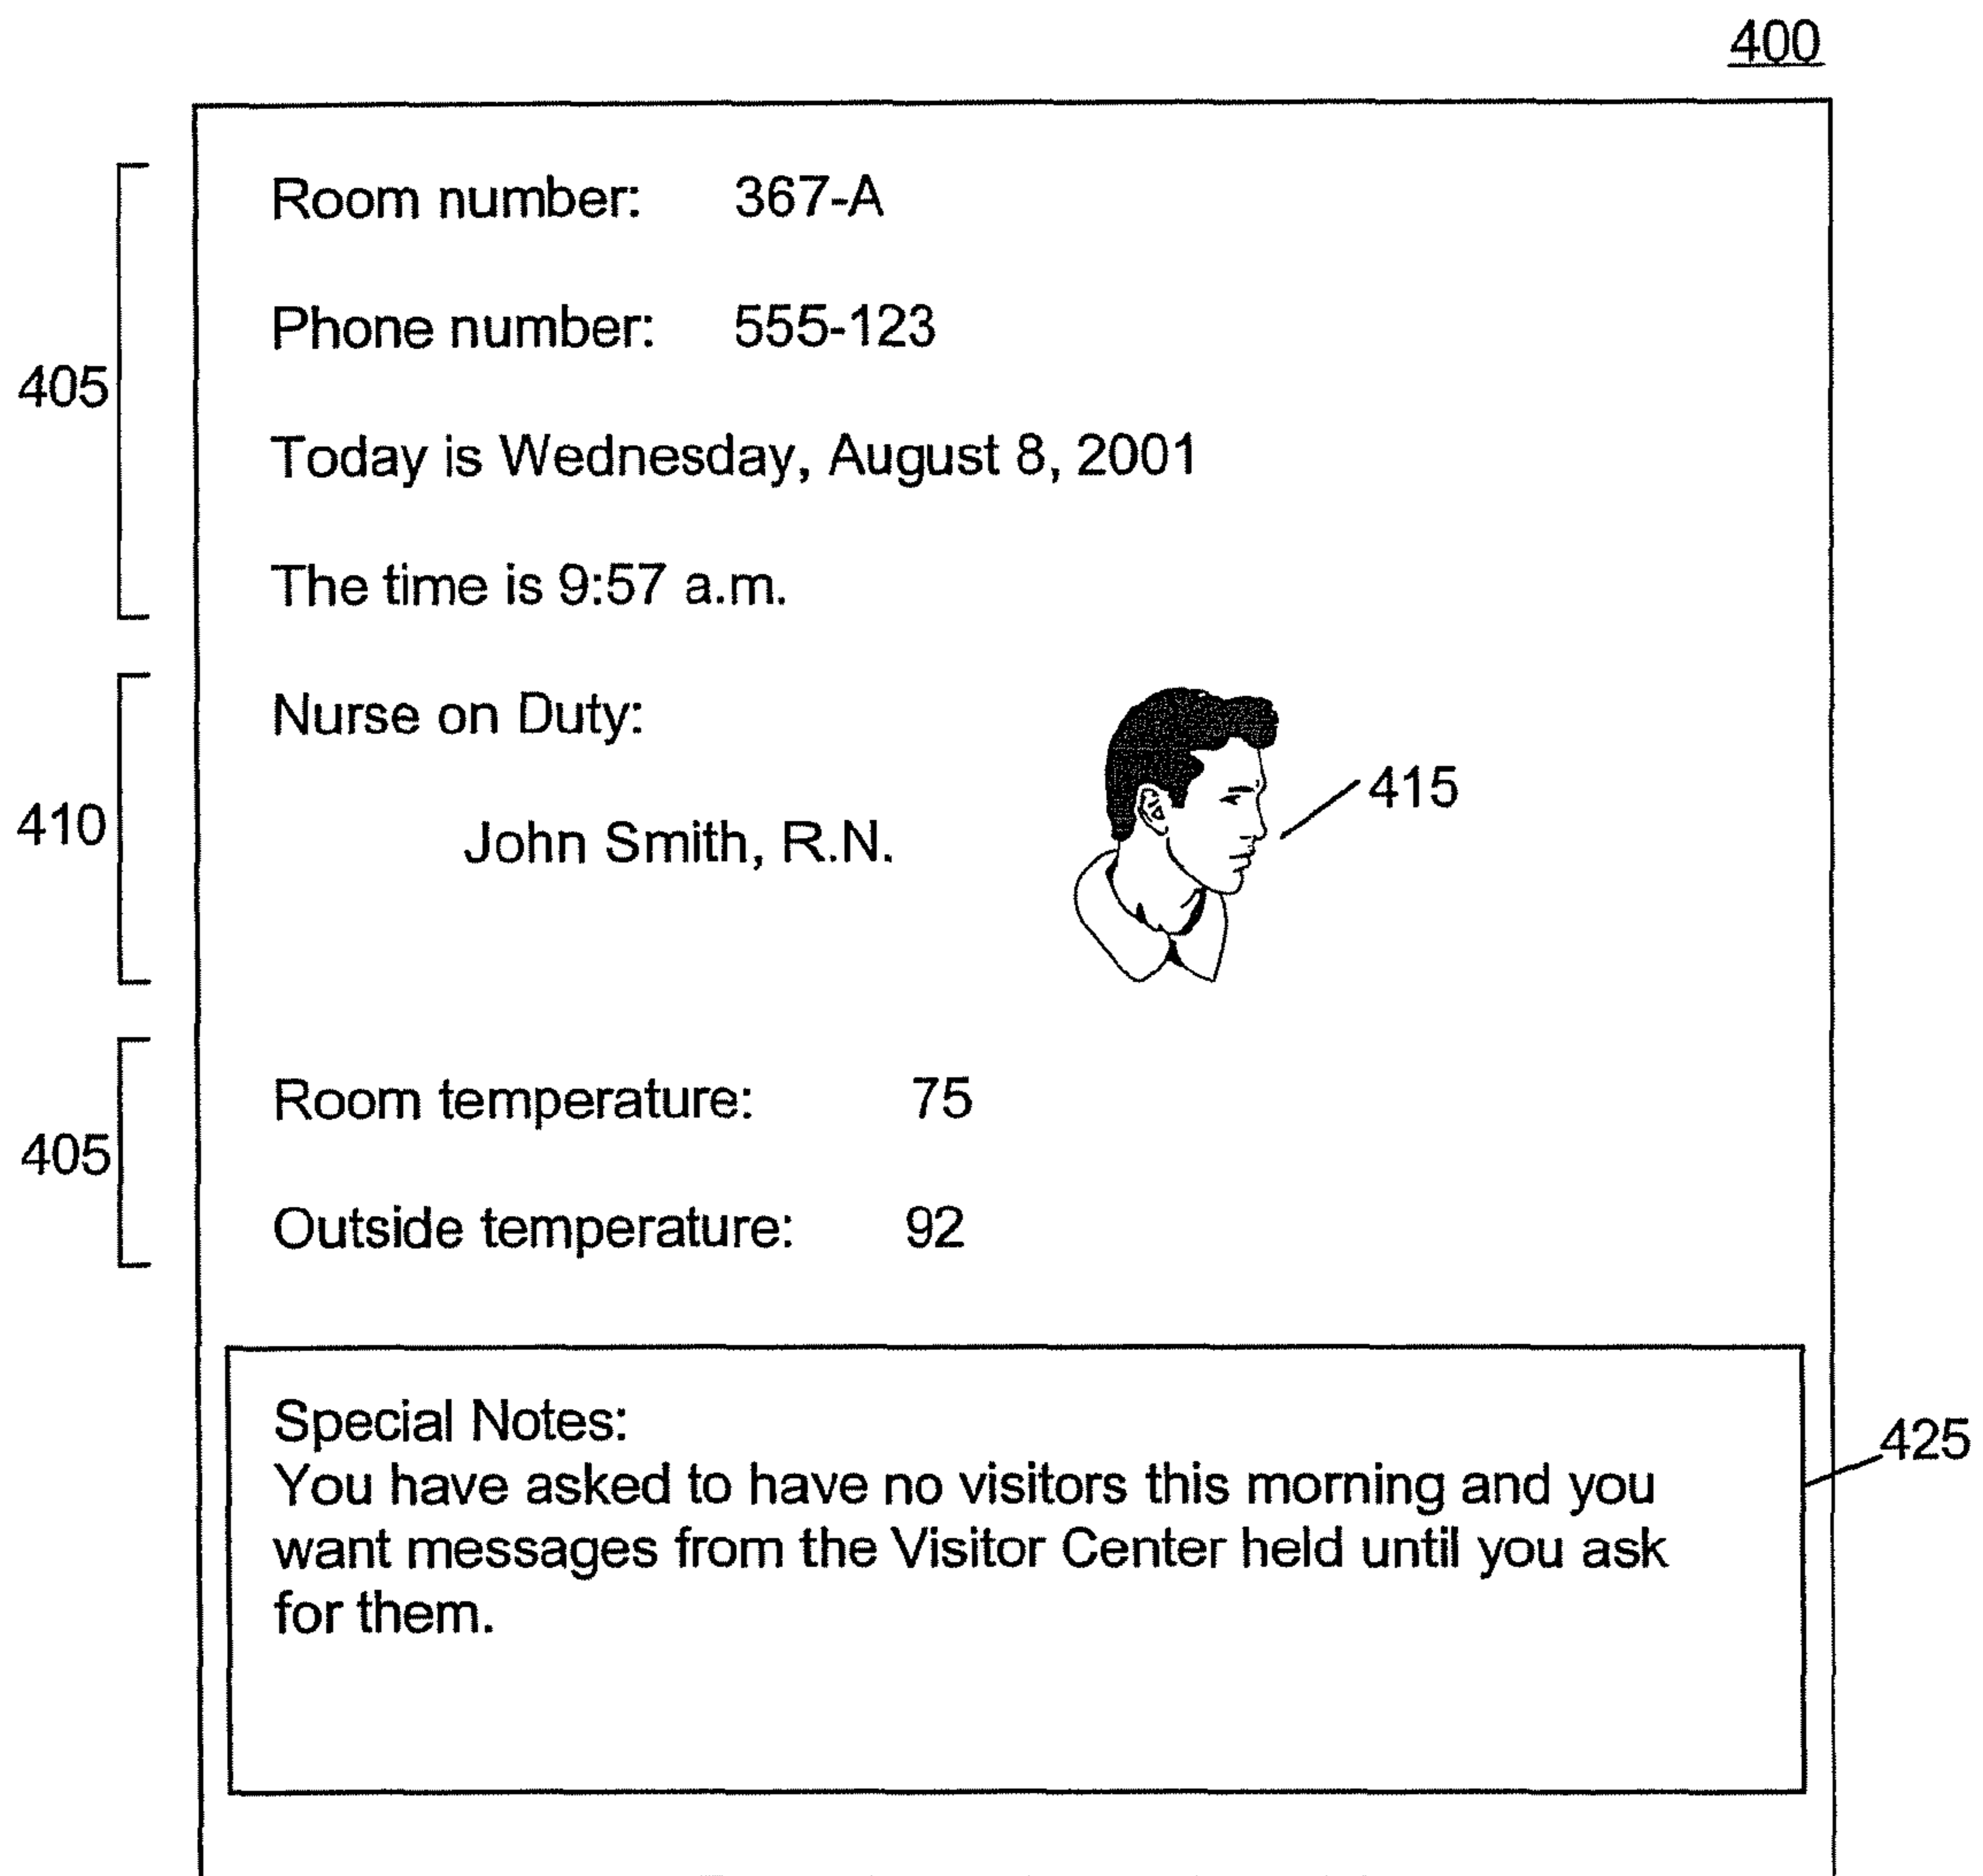 400
Room number: 367-A
Phone number: 555-123
405
Today is Wednesday, August 8, 2001
The time is 9:57 a.m.
Nurse on Duty:
415
410
John Smith, R.N.
Room temperature: 75
405
Outside temperature: 92
Special Notes:
425
You have asked to have no visitors this morning and you
want messages from the Visitor Center held until you ask
for them.